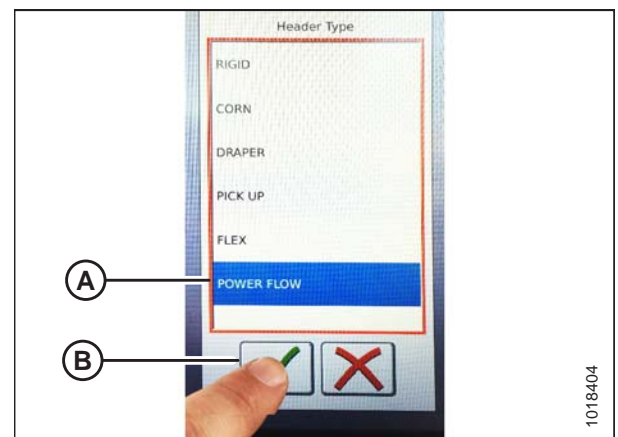 Header Type
RIGID
CORN
DRAPER
PICK UP
FLEX
A
POWER FLOW
B
1018404